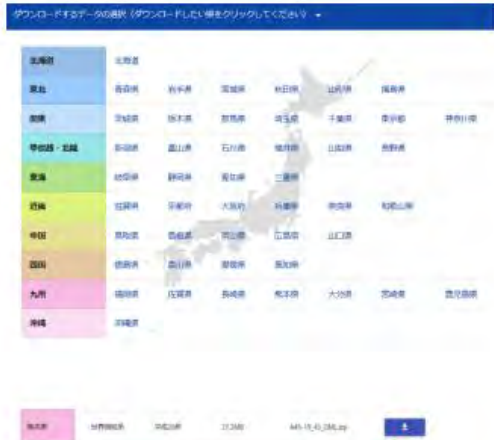 ダウンロードするデータの選択（ダウンロードしたい県をクリックしてください）
北海道 北海道
東北 青森県 岩手県 宮城県 秋田県 山形県 福島県
関東 茨城県 栃木県 群馬県 埼玉県 千葉県 東京都 神奈川県
甲信越・北陸 新潟県 富山県 石川県 福井県 山梨県 長野県
東海 岐阜県 静岡県 愛知県 三重県
近畿 滋賀県 京都府 大阪府 兵庫県 奈良県 和歌山県
中国 鳥取県 島根県 岡山県 広島県 山口県
四国 徳島県 香川県 愛媛県 高知県
九州 福岡県 佐賀県 長崎県 熊本県 大分県 宮崎県 鹿児島県
沖縄 沖縄県
世界測地系